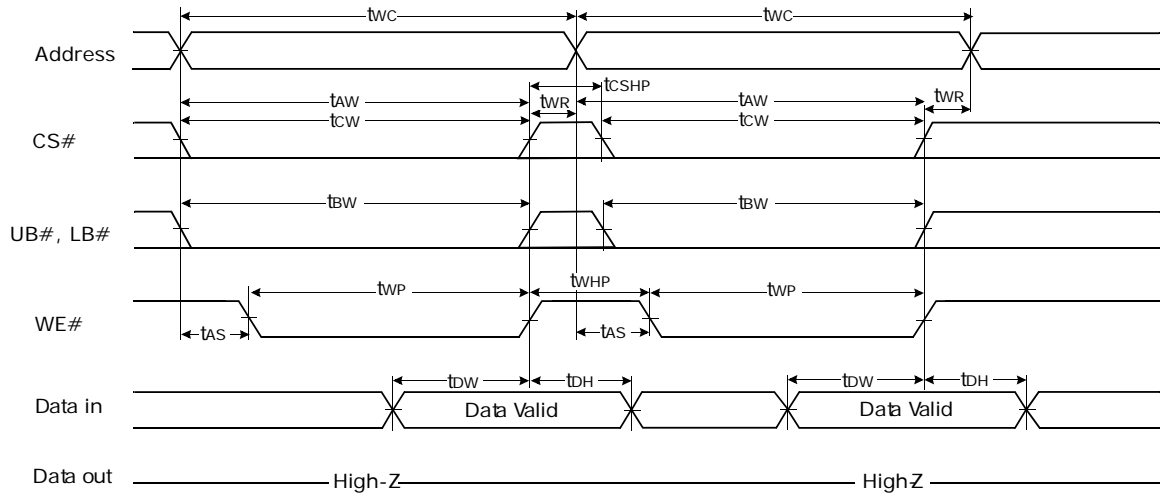 tWC tWC
Address
tCSHP
tAW tWR tAW tWR
tCW tCW
CS#
tBW tBW
UB#, LB#
tWP tWHP tWP
WE#
tAS tAS
tDW tDH tDW tDH
Data in Data Valid Data Valid
Data out High-Z High-Z